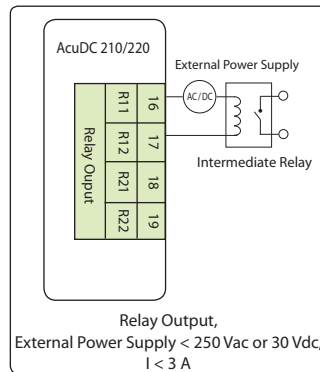 AcuDC 210/220
External Power Supply
AC/DC
Intermediate Relay
Relay Ouput
R11 16
R12 17
R21 18
R22 19
Relay Output,
External Power Supply < 250 Vac or 30 Vdc,
I < 3 A